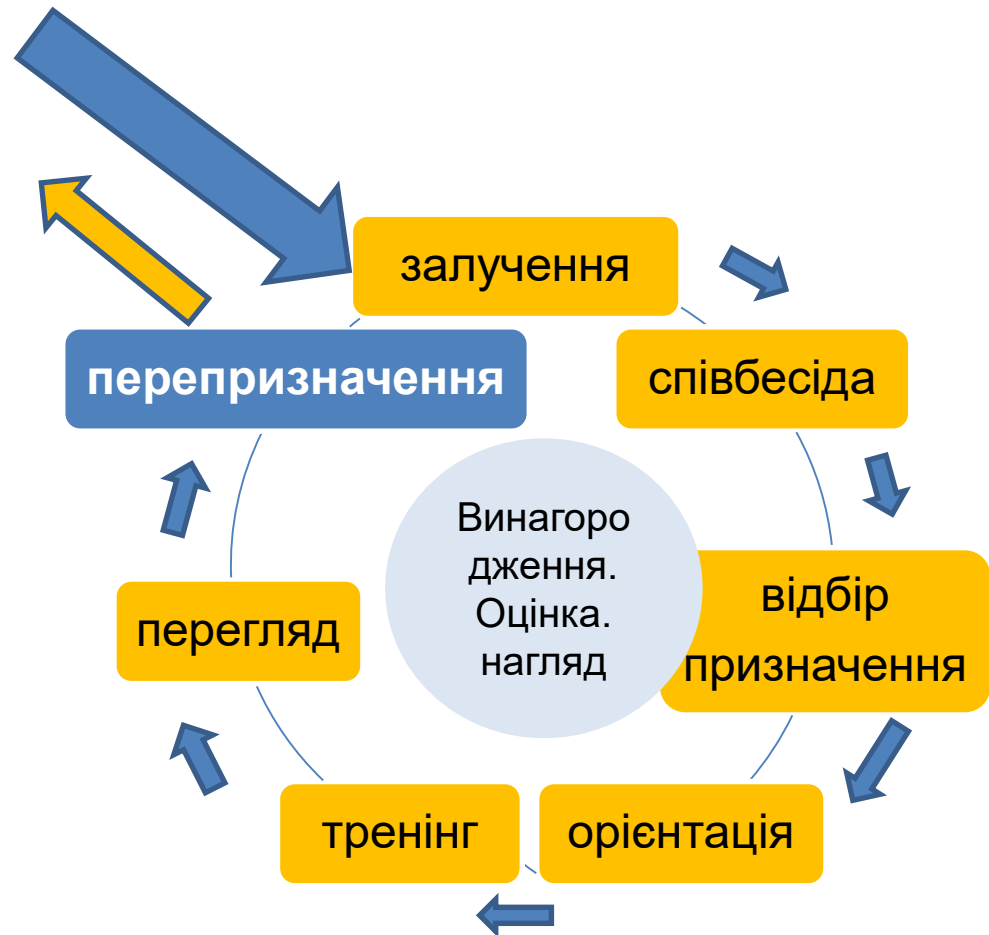 залучення
співбесіда
відбір
призначення
орієнтація
тренінг
перегляд
перепризначення
Винагоро
дження.
Оцінка.
нагляд